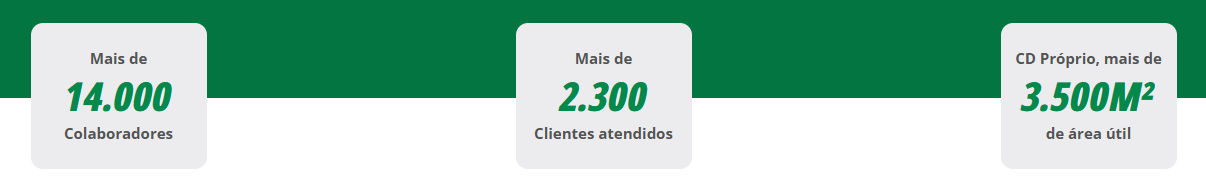 Mais de
14.000
Colaboradores
Mais de
2.300
Clientes atendidos
CD Próprio, mais de
3.500M²
de área útil